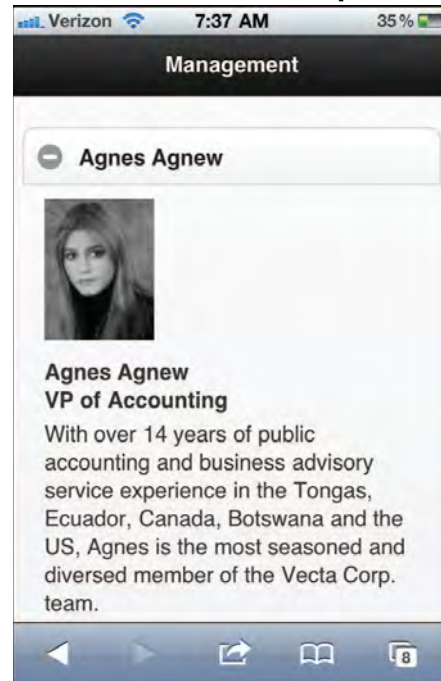 Verizon 7:37 AM 35%
Management
Agnes Agnew
Agnes Agnew
VP of Accounting
With over 14 years of public
accounting and business advisory
service experience in the Tongas,
Ecuador, Canada, Botswana and the
US, Agnes is the most seasoned and
diversed member of the Vecta Corp.
team.
8